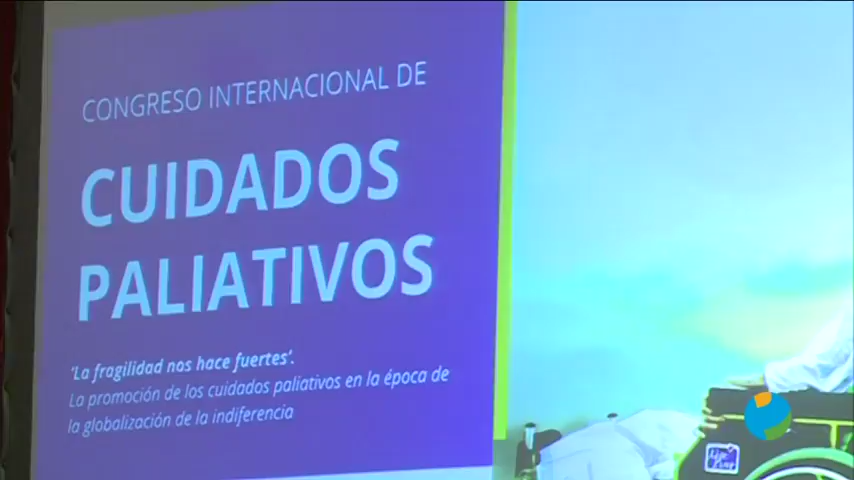 CONGRESO INTERNACIONAL DE
CUIDADOS
PALIATIVOS
'La fragilidad nos hace fuertes'.
La promoción de los cuidados paliativos en la época de
la globalización de la indiferencia